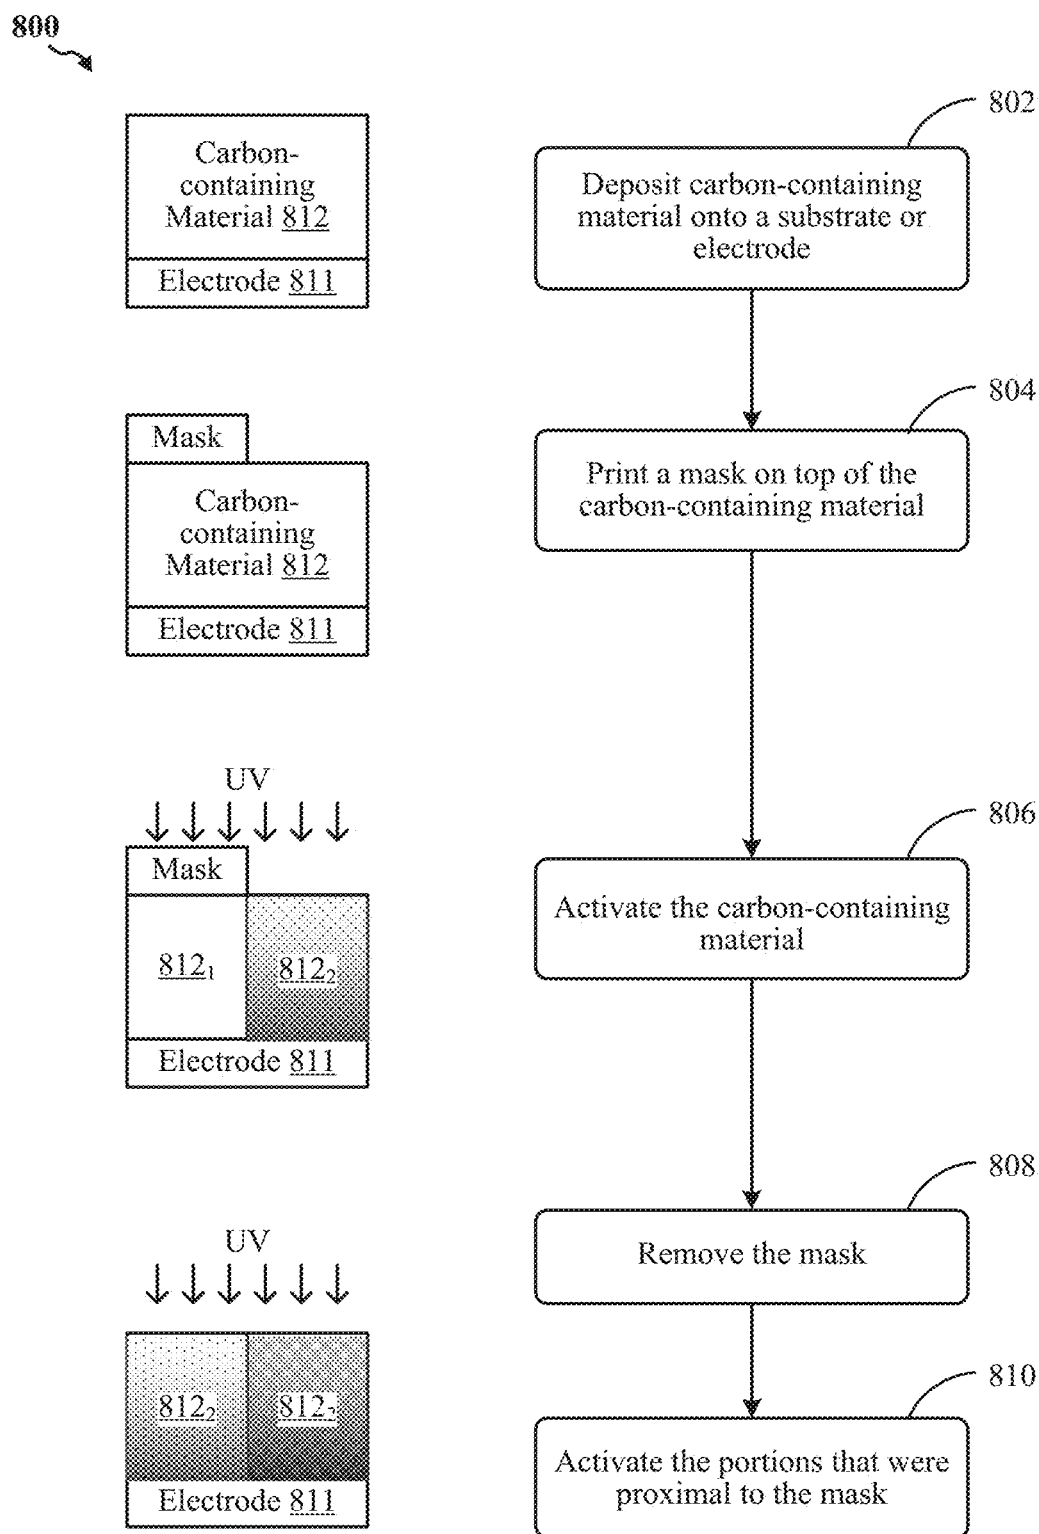 800
Carbon-
containing
Material 812
Electrode 811
802
Deposit carbon-containing
material onto a substrate or
electrode
Mask
Carbon-
containing
Material 812
Electrode 811
804
Print a mask on top of the
carbon-containing material
UV
Mask
812₁ 812₂
Electrode 811
806
Activate the carbon-containing
material
808
Remove the mask
UV
812₂ 812₂
Electrode 811
810
Activate the portions that were
proximal to the mask